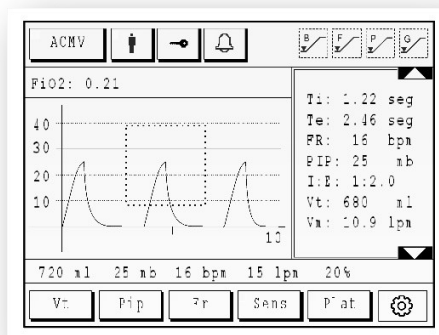 ACMV
B F P G
FiO2: 0.21
40
30
20
10
10
Ti: 1.22 seg
Te: 2.46 seg
FR: 16 bpm
PIP: 25 mb
I:E: 1:2.0
Vt: 680 ml
Vm: 10.9 lpm
720 ml 25 mb 16 bpm 15 lpm 20%
Vt Pip Fr Sens Plat